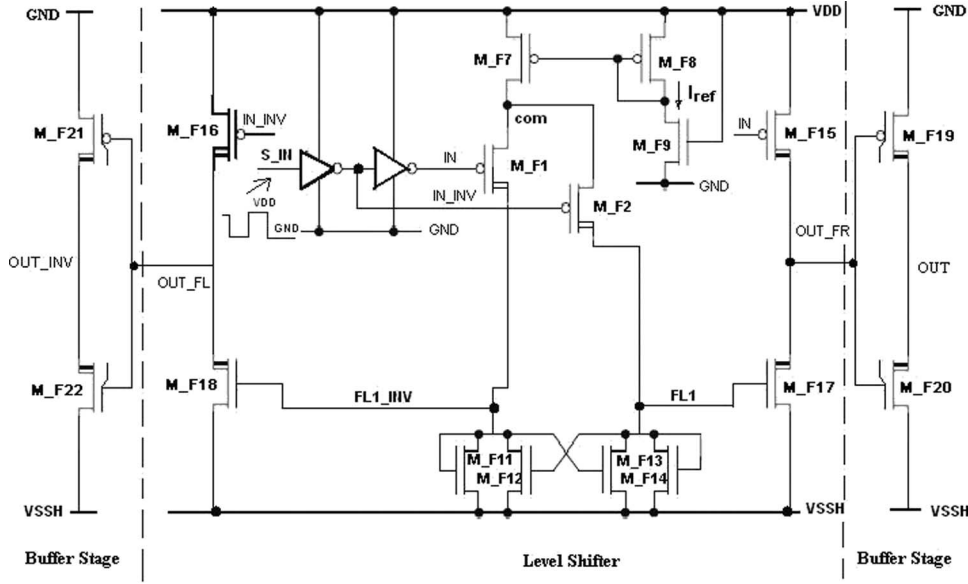 GND
VDD
GND
M_F7
M_F8
Iref
M_F21
M_F16
IN_INV
com
IN
M_F15
M_F19
S_IN
IN
M_F1
M_F9
VDD
IN_INV
M_F2
GND
GND
GND
OUT_FR
OUT_INV
OUT_FL
OUT
M_F22
M_F18
M_F17
M_F20
FL1_INV
FL1
M_F11
M_F12
M_F13
M_F14
VSSH
VSSH
VSSH
Buffer Stage
Level Shifter
Buffer Stage